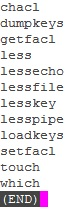 chacl
dumpkeys
getfacl
less
lessecho
lessfile
lesskey
lesspipe
loadkeys
setfacl
touch
which
(END)